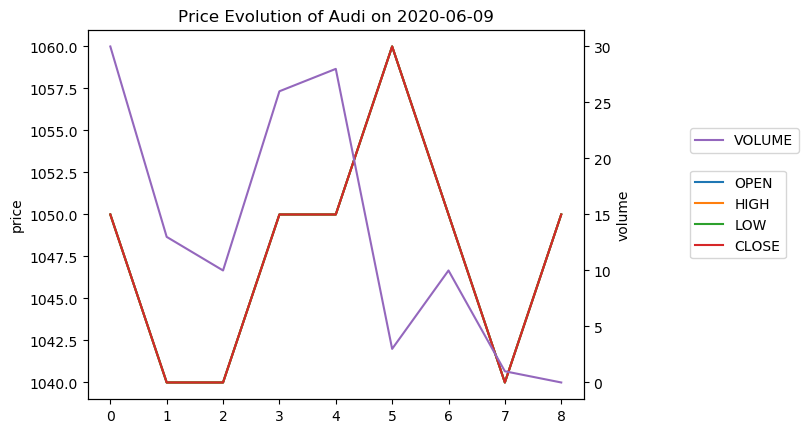 Price Evolution of Audi on 2020-06-09
1060.0
1057.5
1055.0
1052.5
1050.0
1047.5
1045.0
1042.5
1040.0
price
0 1 2 3 4 5 6 7 8
30
25
20
15
10
5
0
volume
VOLUME
OPEN
HIGH
LOW
CLOSE